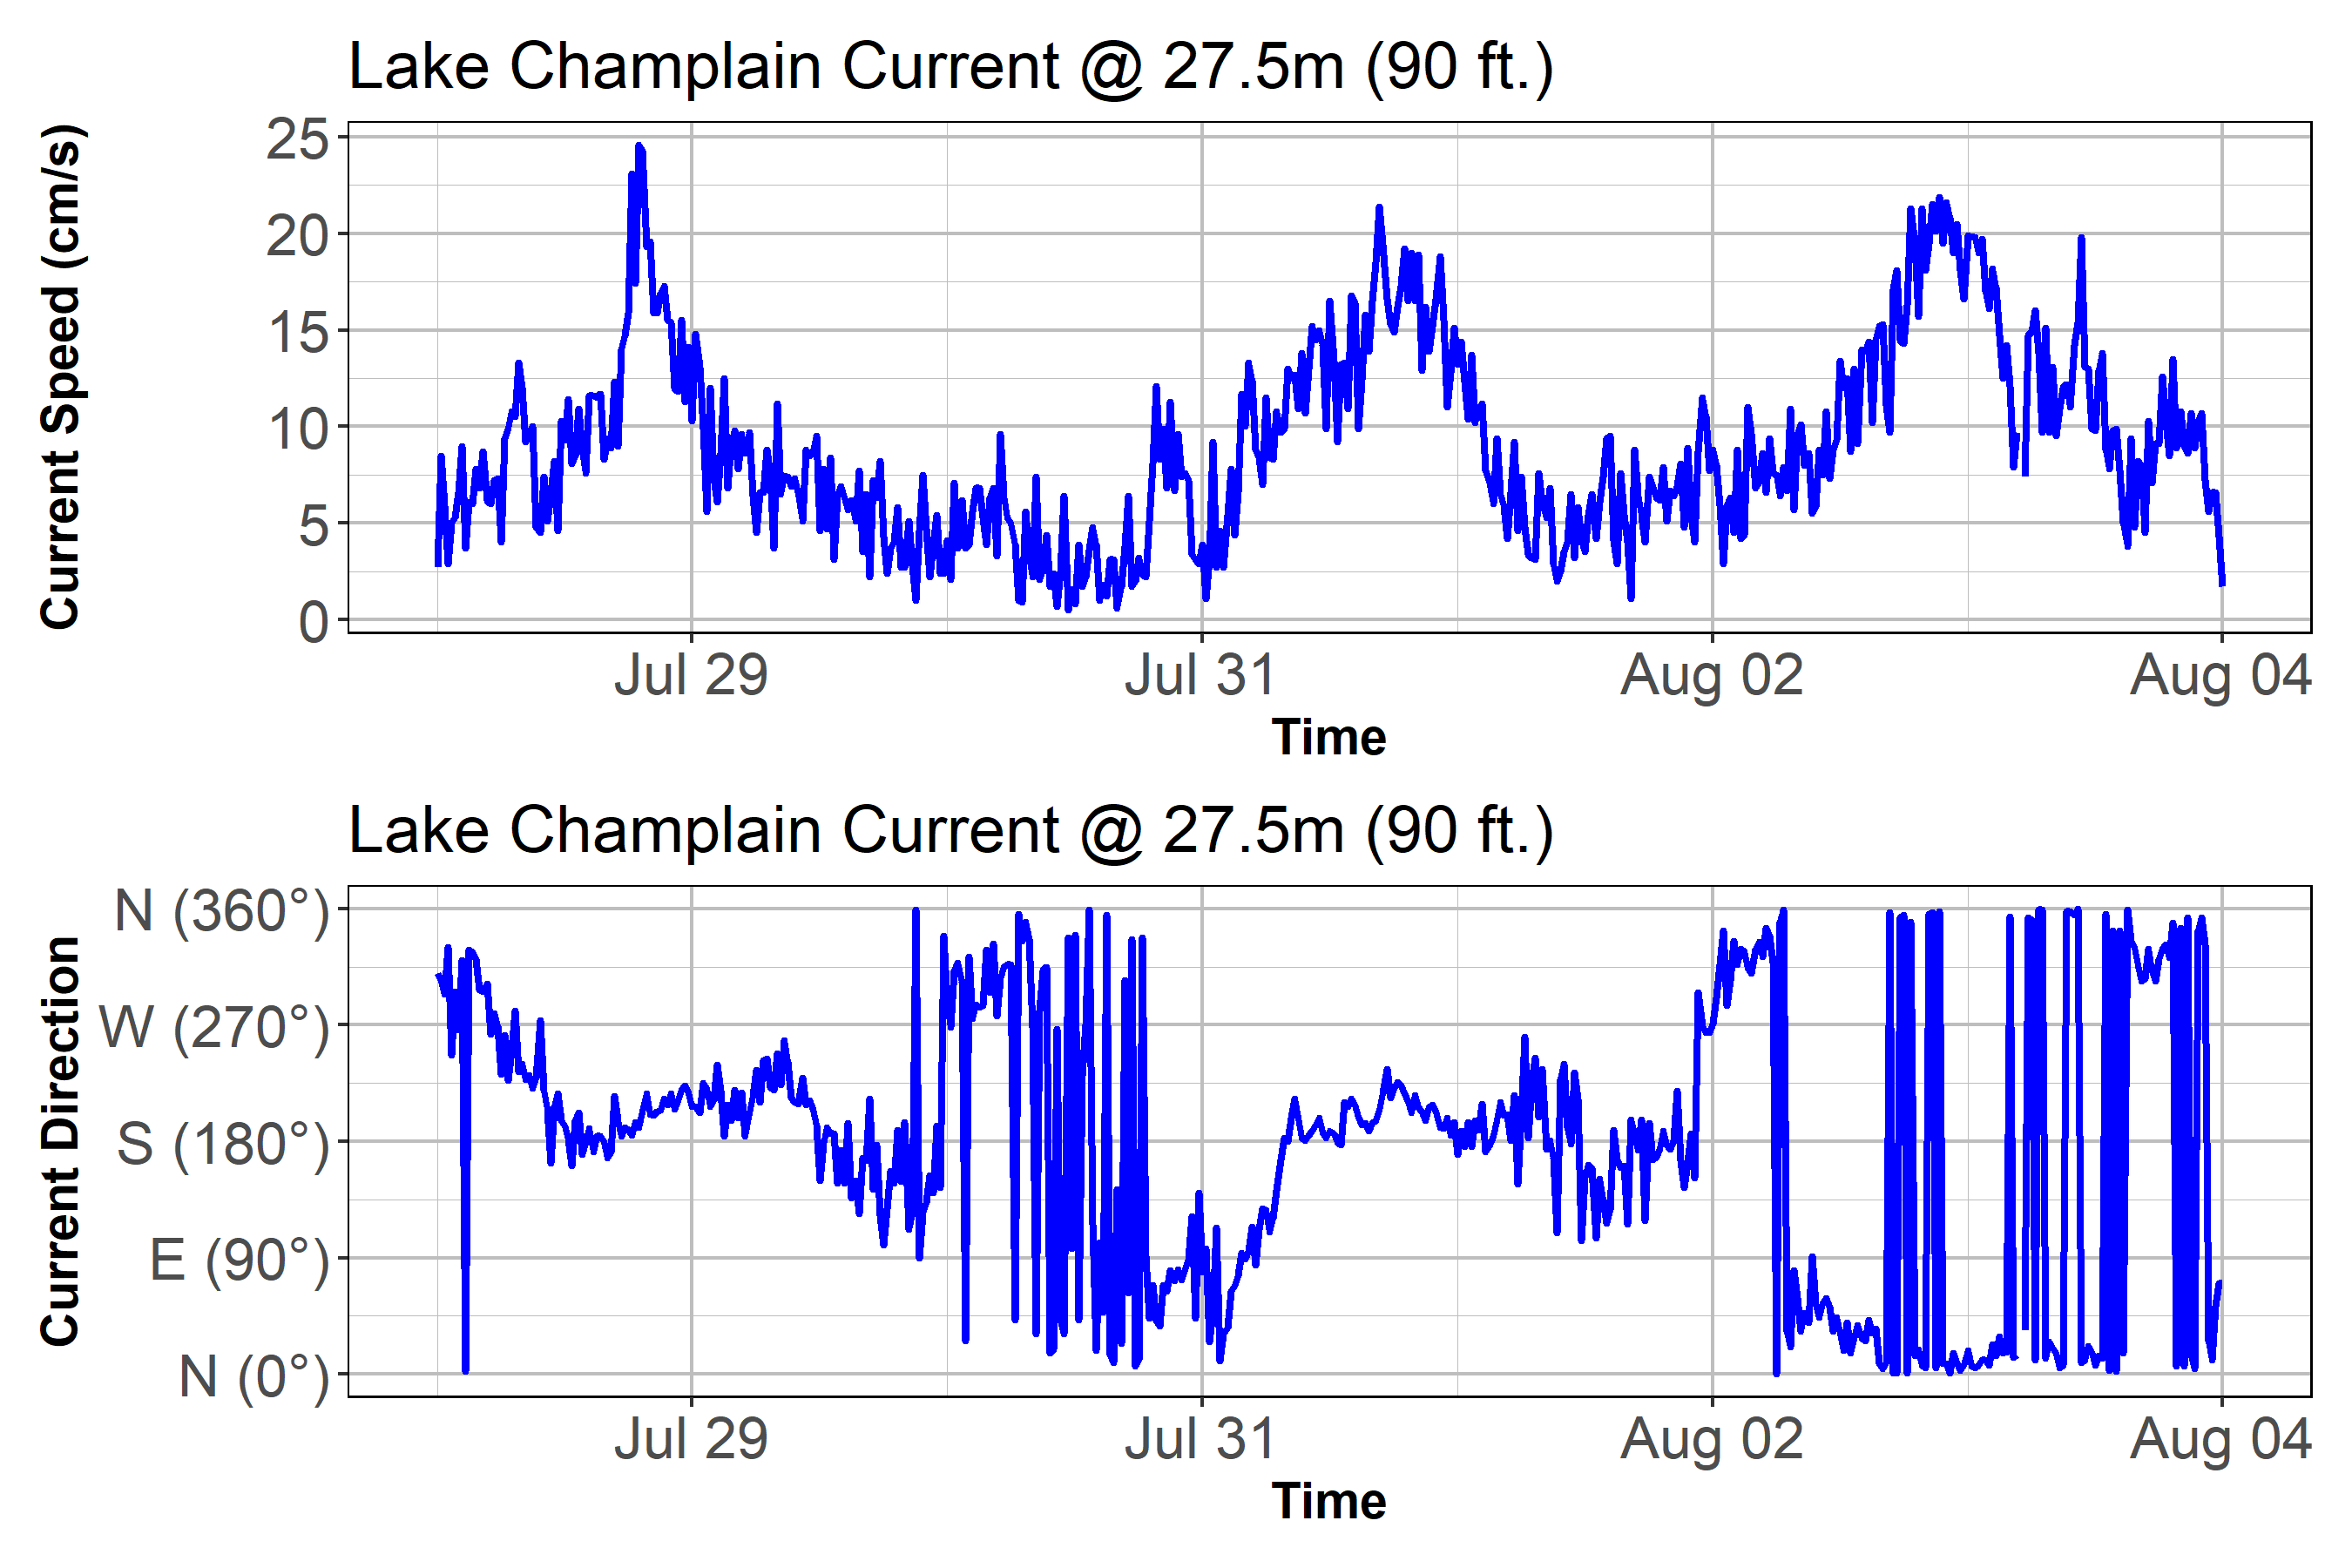 Lake Champlain Current @ 27.5m (90 ft.)
Current Speed (cm/s)
25
20
15
10
5
0
Jul 29 Jul 31 Aug 02 Aug 04
Time
Lake Champlain Current @ 27.5m (90 ft.)
Current Direction
N (360°)
W (270°)
S (180°)
E (90°)
N (0°)
Jul 29 Jul 31 Aug 02 Aug 04
Time